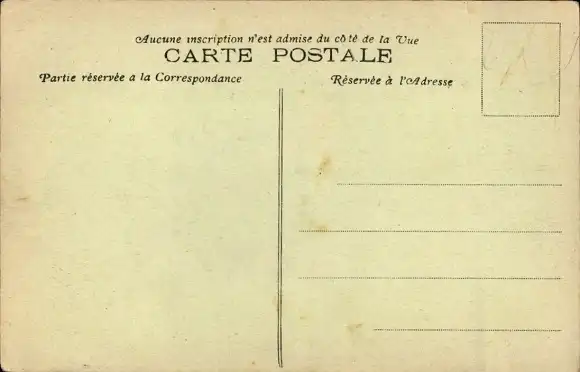 Aucune inscription n'est admise du côté de la Vue
CARTE POSTALE
Partie réservée a la Correspondance
Réservée à l'Adresse